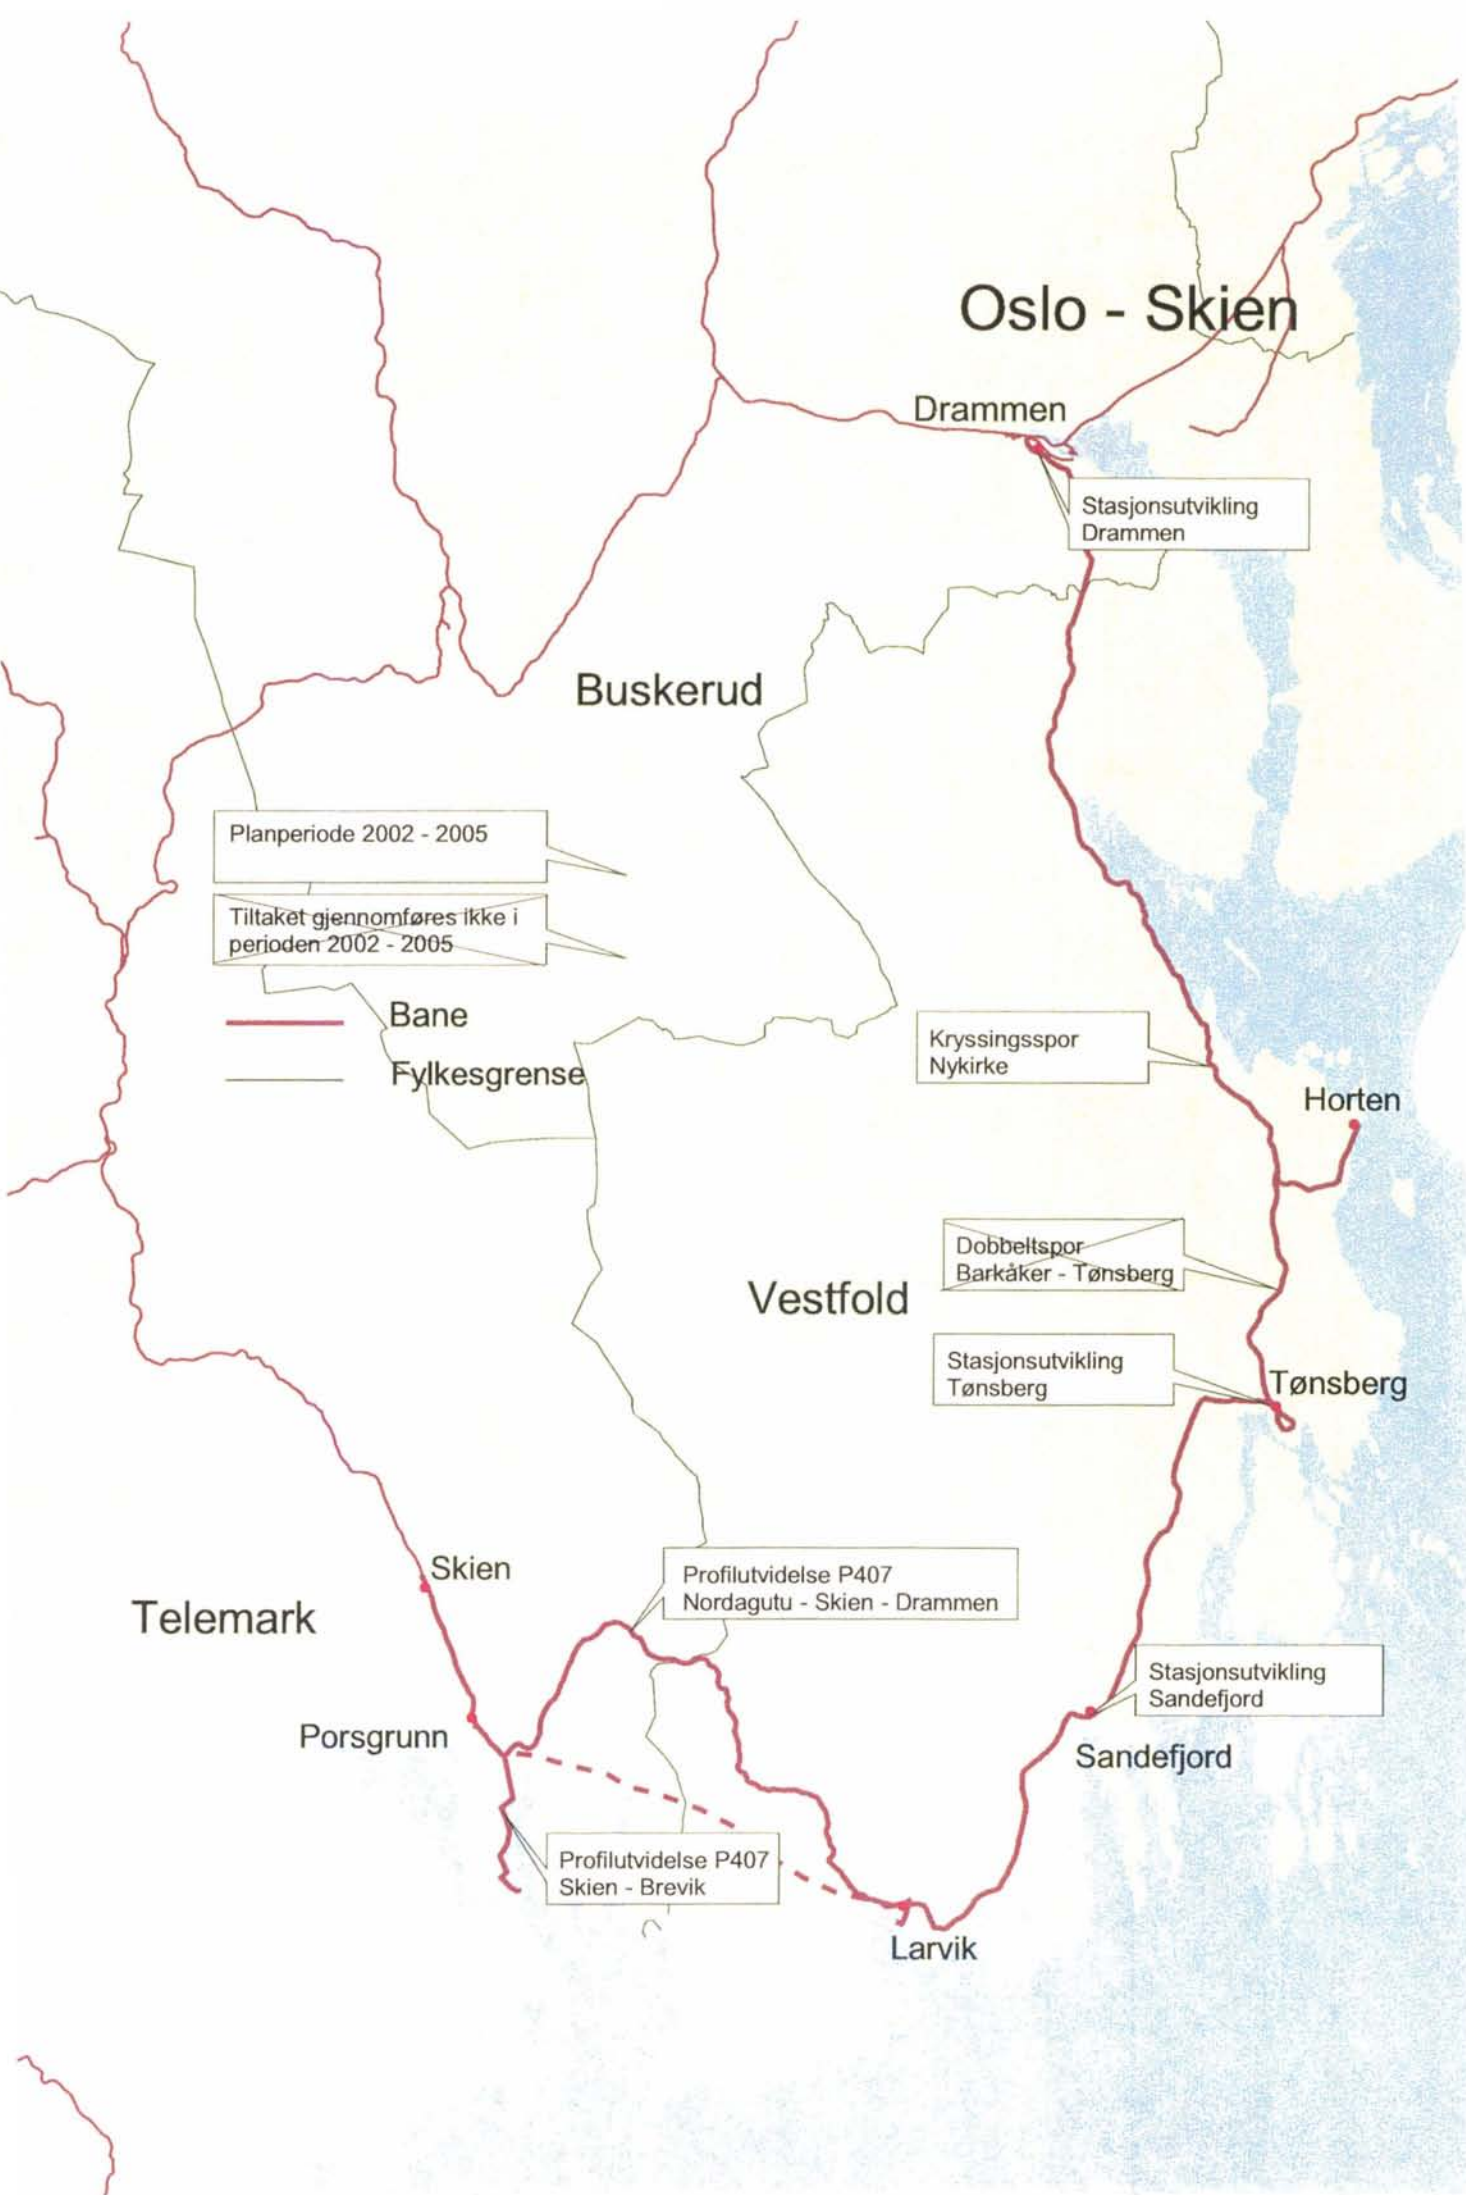 Oslo - Skien
Drammen
Stasjonsutvikling
Drammen
Buskerud
Planperiode 2002 - 2005
Tiltaket gjennomføres ikke i
perioden 2002 - 2005
Bane
Fylkesgrense
Kryssingsspor
Nykirke
Horten
Dobbeltspor
Barkåker - Tønsberg
Vestfold
Stasjonsutvikling
Tønsberg
Tønsberg
Skien
Profilutvidelse P407
Nordagutu - Skien - Drammen
Telemark
Stasjonsutvikling
Sandefjord
Porsgrunn
Sandefjord
Profilutvidelse P407
Skien - Brevik
Larvik